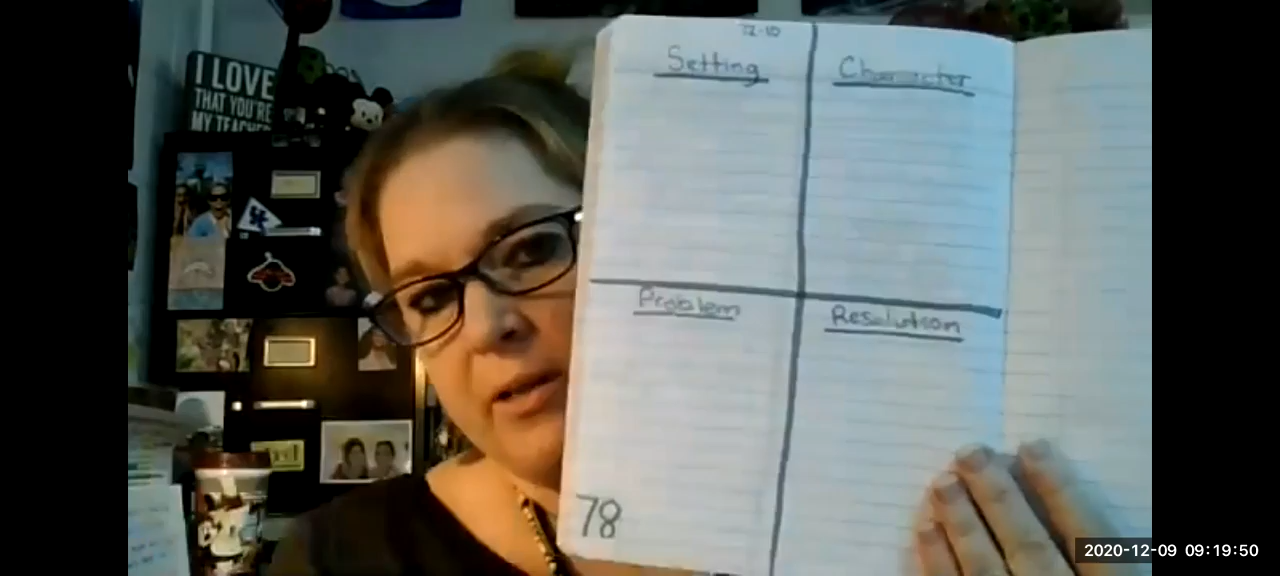 I LOVE
THAT YOU'RE
MY TEACHER
12-10
Setting
Character
Problem
Resolution
78
2020-12-09 09:19:50